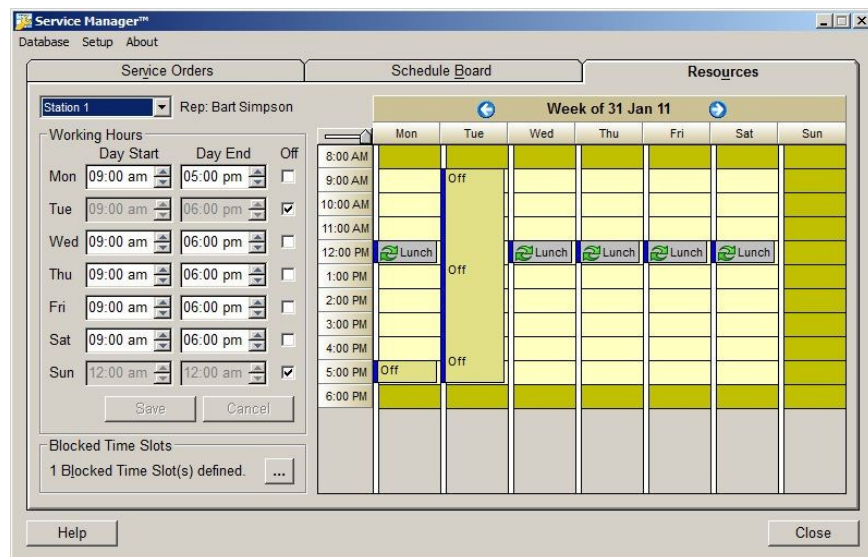 Service Manager™
Database Setup About
Service Orders Schedule Board Resources
Station 1 Rep: Bart Simpson
Week of 31 Jan 11
Mon Tue Wed Thu Fri Sat Sun
Working Hours
Day Start Day End Off
Mon 09:00 am 05:00 pm
Tue 09:00 am 06:00 pm
Wed 09:00 am 06:00 pm
Thu 09:00 am 06:00 pm
Fri 09:00 am 06:00 pm
Sat 09:00 am 06:00 pm
Sun 12:00 am 12:00 am
Save Cancel
Blocked Time Slots
1 Blocked Time Slot(s) defined. ...
8:00 AM
9:00 AM Off
10:00 AM
11:00 AM
12:00 PM Lunch Lunch Lunch Lunch Lunch
1:00 PM Off
2:00 PM
3:00 PM
4:00 PM
5:00 PM Off Off
6:00 PM
Help Close